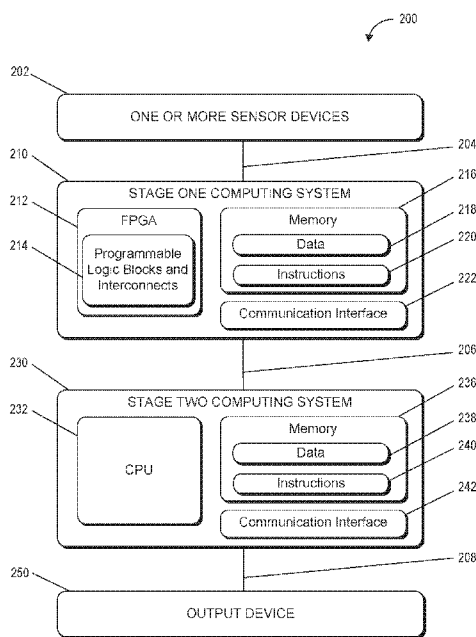 200
202
ONE OR MORE SENSOR DEVICES
204
210
216
STAGE ONE COMPUTING SYSTEM
212
218
FPGA
Memory
214
Data
220
Programmable
Logic Blocks and
Interconnects
Instructions
222
Communication Interface
206
230
236
STAGE TWO COMPUTING SYSTEM
232
238
Memory
Data
240
CPU
Instructions
242
Communication Interface
208
250
OUTPUT DEVICE